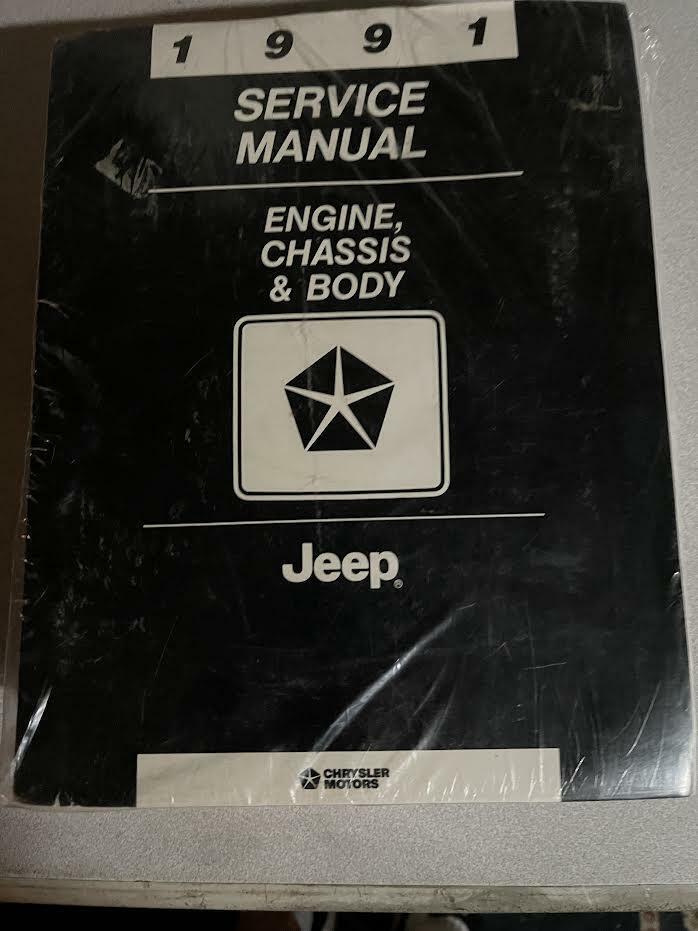 1 9 9 1
SERVICE
MANUAL
ENGINE,
CHASSIS
& BODY
Jeep®
CHRYSLER
MOTORS